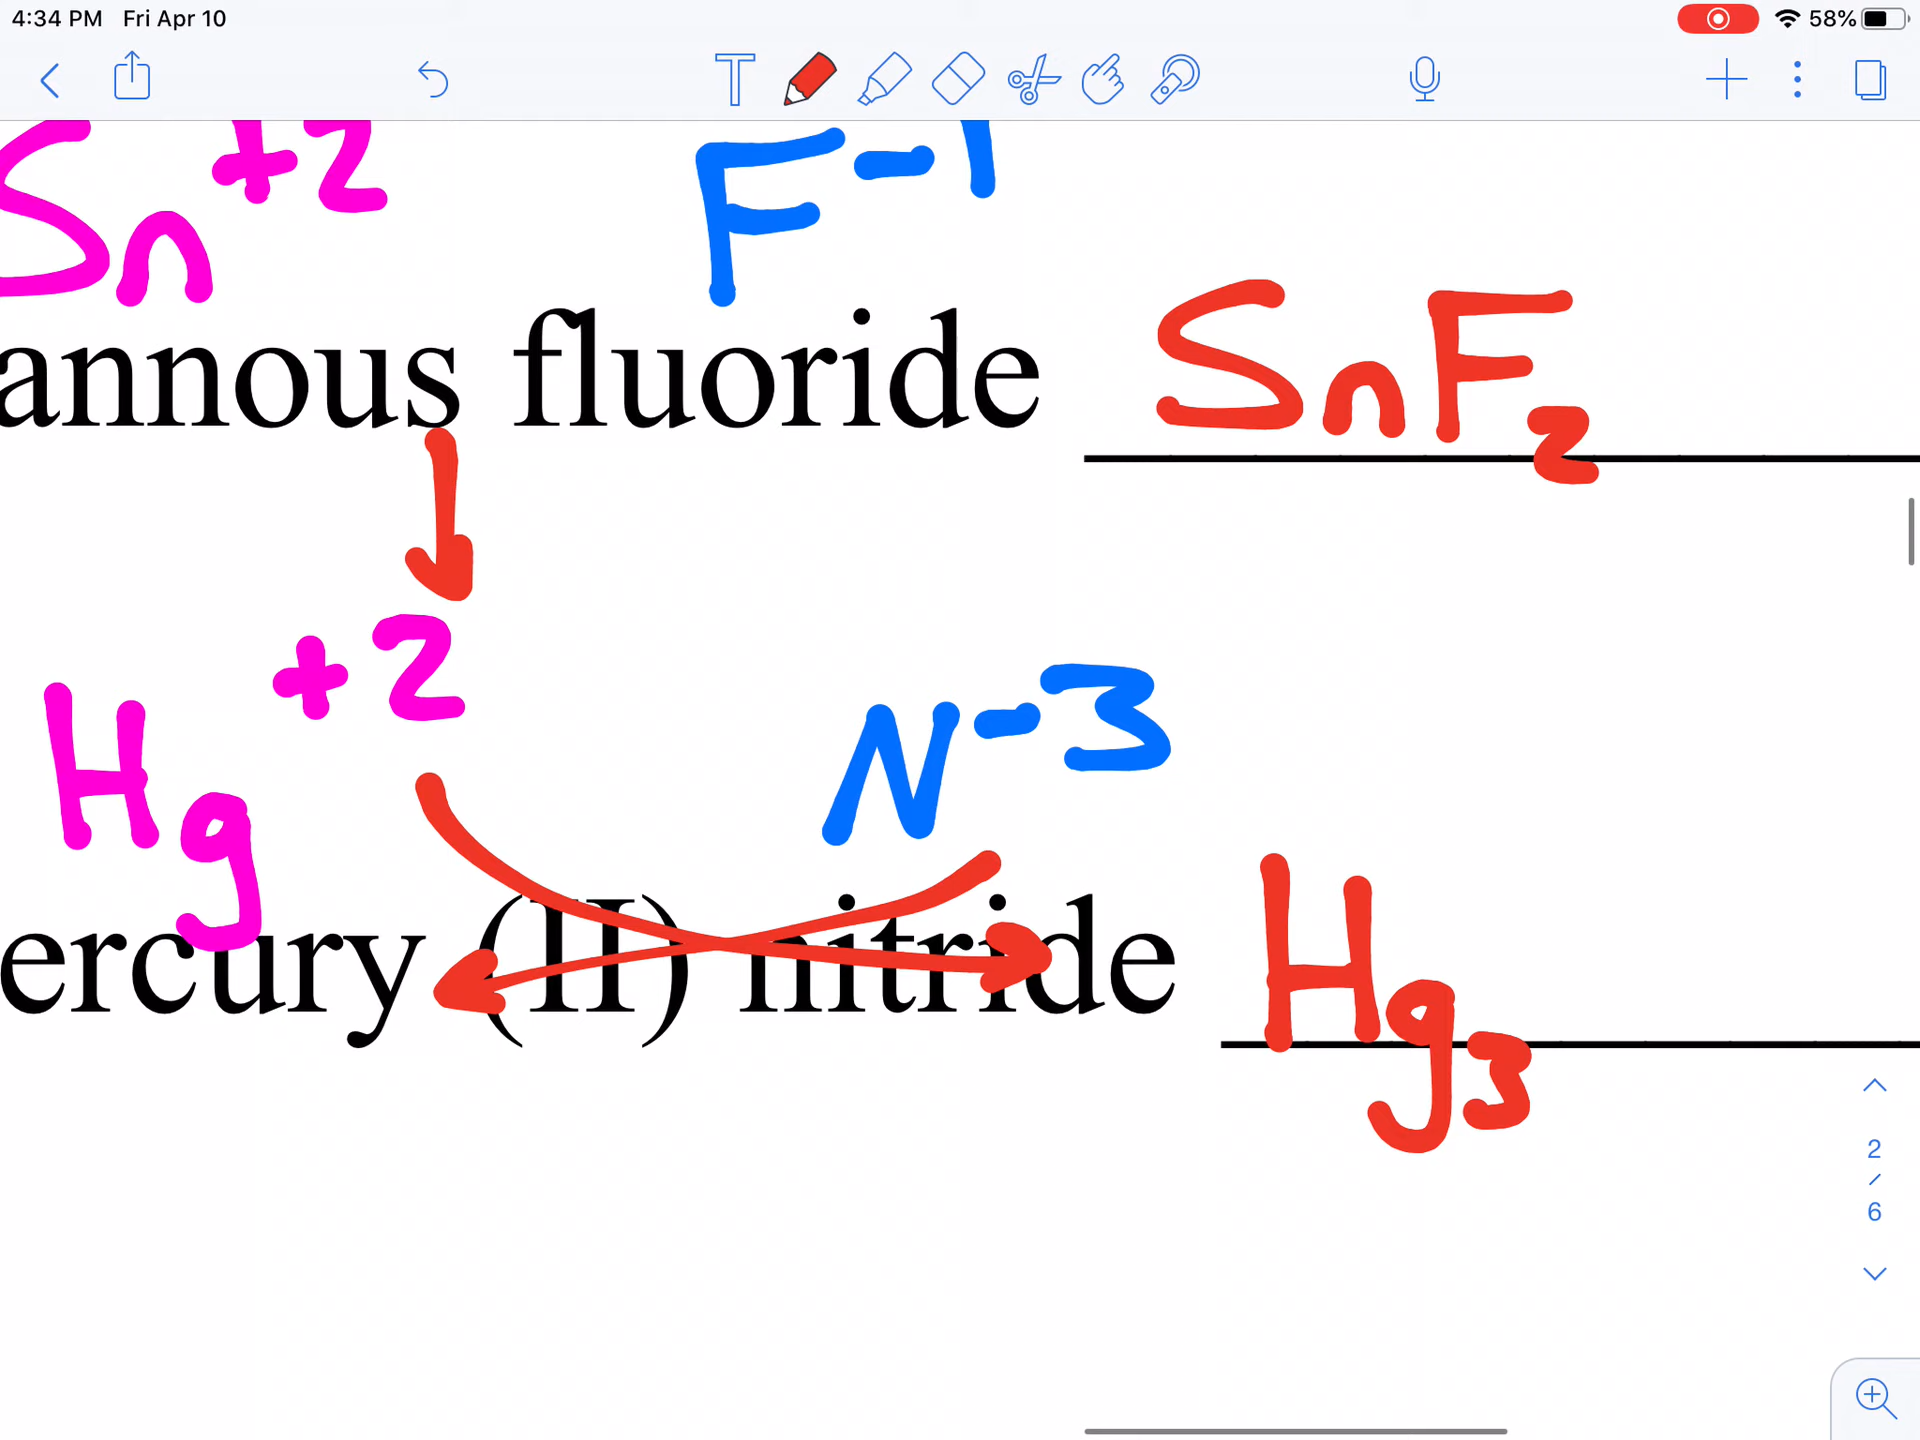 4:34 PM Fri Apr 10 58%
T
Sn+2 F-1
annous fluoride SnF2
Hg+2 N-3
ercury (II) nitride Hg3
2
/
6